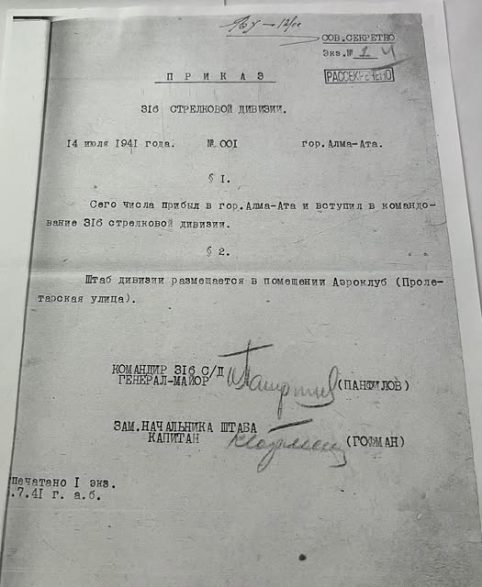 СОВ.СЕКРЕТНО
Экз.№ 1
РАССЕКРЕЧЕНО
ПРИКАЗ
316 СТРЕЛКОВОЙ ДИВИЗИИ.
14 июля 1941 года. № 001 гор.Алма-Ата.
§ 1.
Сего числа прибыл в гор.Алма-Ата и вступил в командо-
вание 316 стрелковой дивизии.
§ 2.
Штаб дивизии размещается в помещении Аэроклуб (Проле-
тарская улица).
КОМАНДИР 316 С/Д
ГЕНЕРАЛ-МАЙОР (ПАНФИЛОВ)
ЗАМ.НАЧАЛЬНИКА ШТАБА
КАПИТАН (ГОФМАН)
печатано 1 экз.
.7.41 г. а.б.